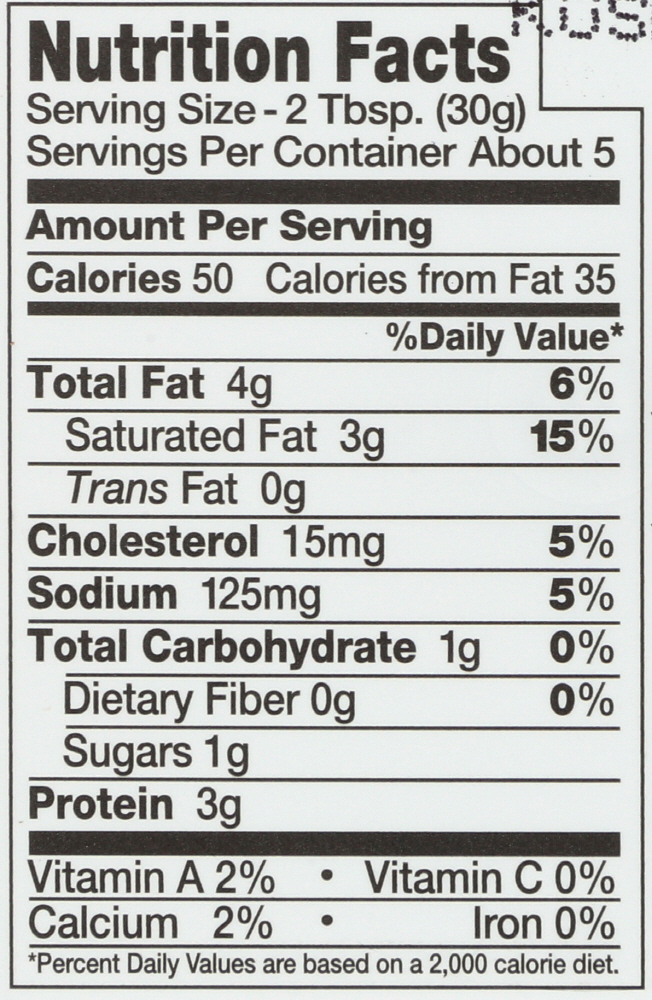 Nutrition Facts
Serving Size - 2 Tbsp. (30g)
Servings Per Container About 5
Amount Per Serving
Calories 50 Calories from Fat 35
%Daily Value*
Total Fat 4g 6%
Saturated Fat 3g 15%
Trans Fat 0g
Cholesterol 15mg 5%
Sodium 125mg 5%
Total Carbohydrate 1g 0%
Dietary Fiber 0g 0%
Sugars 1g
Protein 3g
Vitamin A 2% • Vitamin C 0%
Calcium 2% • Iron 0%
*Percent Daily Values are based on a 2,000 calorie diet.